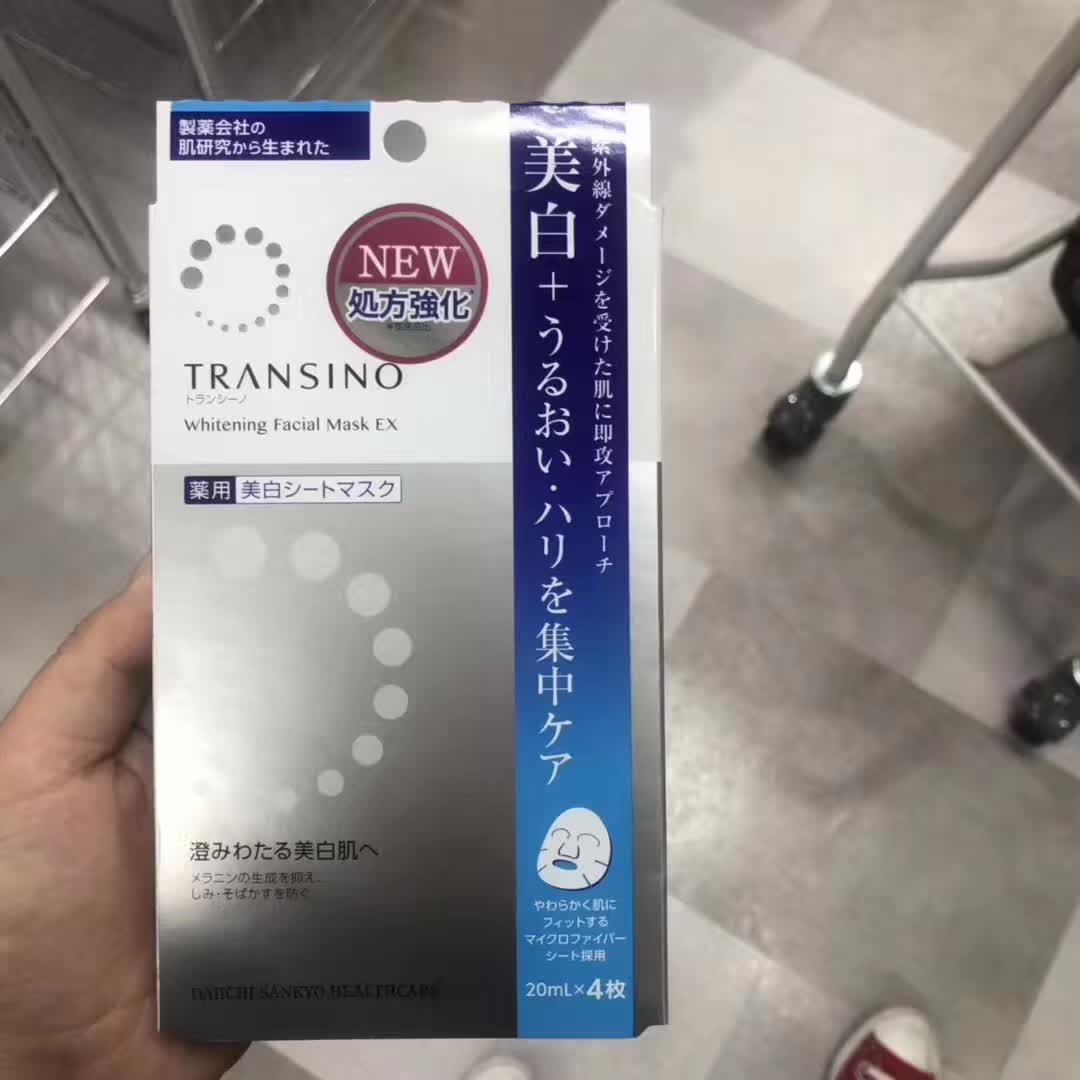 製薬会社の
肌研究から生まれた
NEW
処方強化
TRANSINO
トランシーノ
Whitening Facial Mask EX
薬用 美白シートマスク
澄みわたる美白肌へ
メラニンの生成を抑え、
しみ・そばかすを防ぐ
DAIICHI SANKYO HEALTHCARE
紫外線ダメージを受けた肌に即攻アプローチ
美白+うるおい・ハリを集中ケア
やわらかく肌に
フィットする
マイクロファイバー
シート採用
20mL×4枚